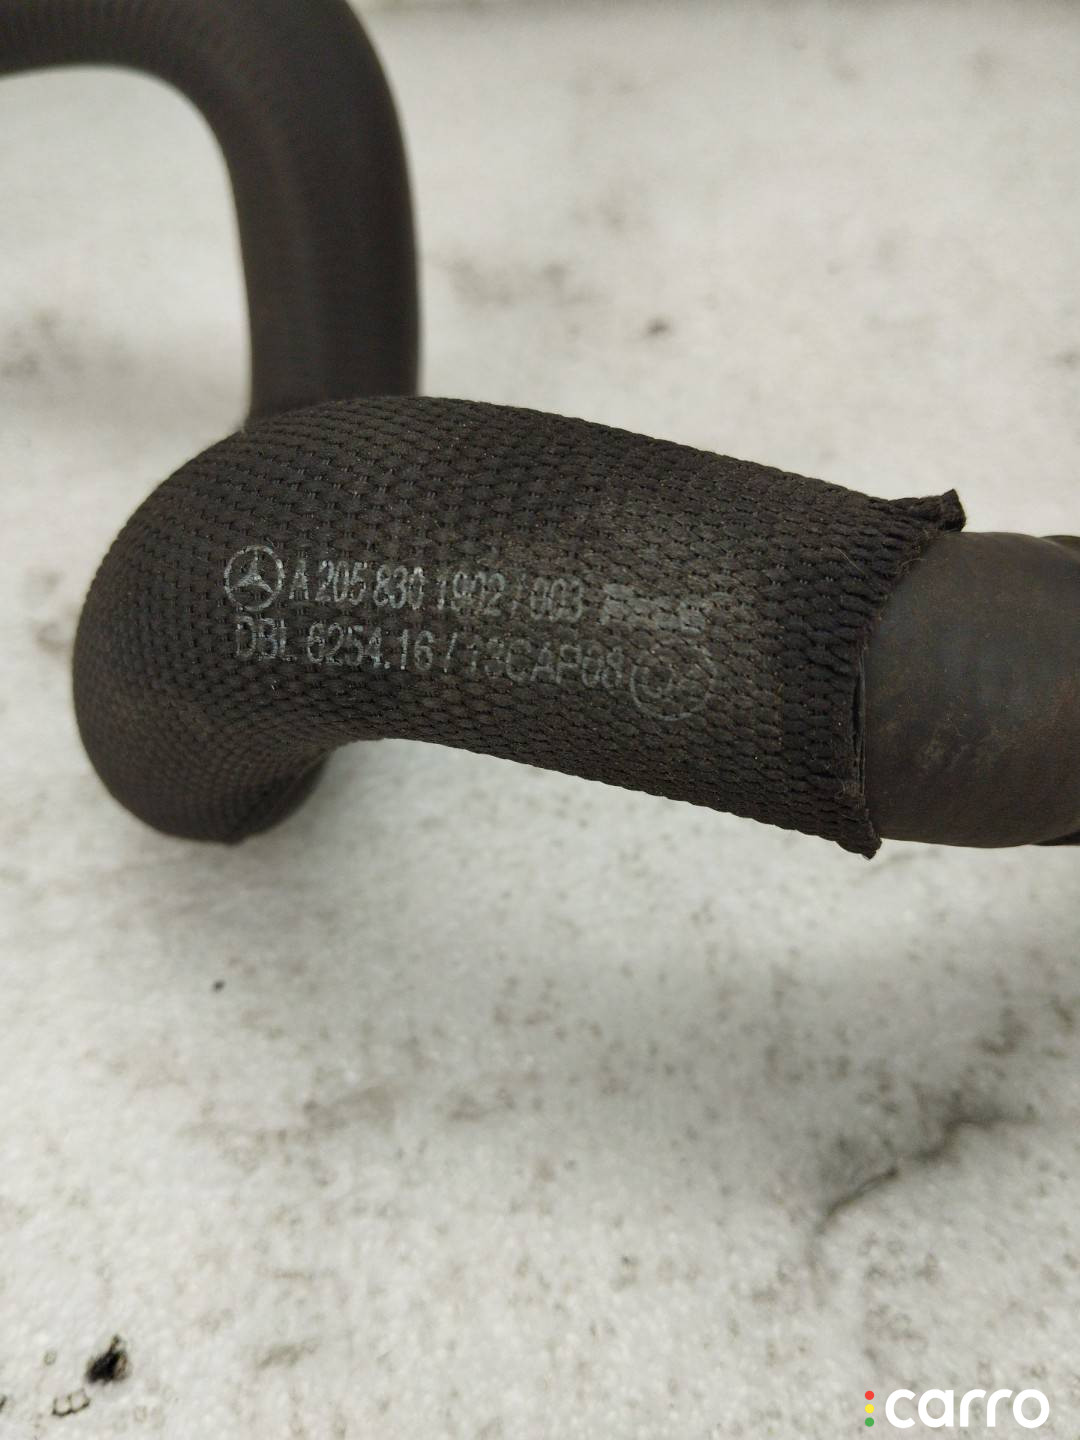 A 205 830 1902 / 003
DBL 6254.16 / 13CAP08
carro